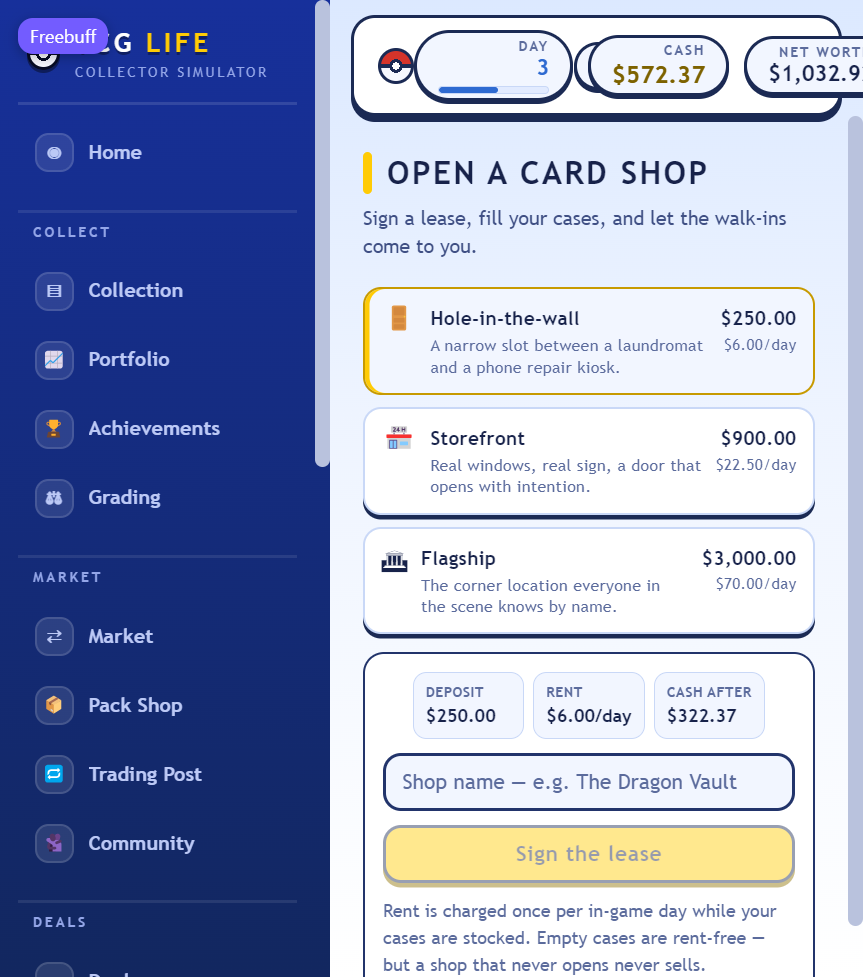 Freebuff
CG LIFE
COLLECTOR SIMULATOR
Home
COLLECT
Collection
Portfolio
Achievements
Grading
MARKET
Market
Pack Shop
Trading Post
Community
DEALS
DAY
3
CASH
$572.37
NET WORT
$1,032.9
OPEN A CARD SHOP
Sign a lease, fill your cases, and let the walk-ins
come to you.
Hole-in-the-wall $250.00
A narrow slot between a laundromat $6.00/day
and a phone repair kiosk.
24 H
Storefront $900.00
Real windows, real sign, a door that $22.50/day
opens with intention.
Flagship $3,000.00
The corner location everyone in $70.00/day
the scene knows by name.
DEPOSIT RENT CASH AFTER
$250.00 $6.00/day $322.37
Shop name — e.g. The Dragon Vault
Sign the lease
Rent is charged once per in-game day while your
cases are stocked. Empty cases are rent-free —
but a shop that never opens never sells.